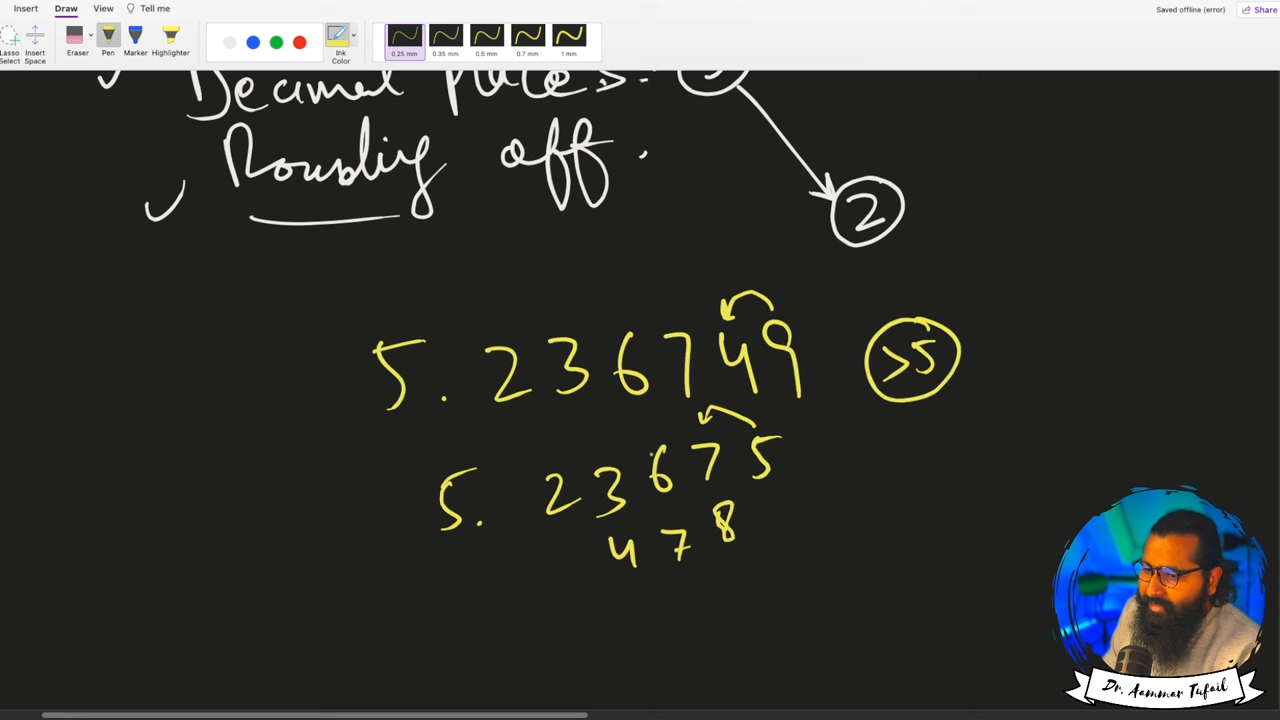 Insert Draw View Tell me
Saved offline (error) Share
Lasso Select
Insert Space
Eraser
Pen
Marker
Highlighter
Ink Color
0.25 mm 0.35 mm 0.5 mm 0.7 mm 1 mm
Decimal Places.
Rounding off.
2
5.236749 >5
5.23675
478
Dr. Aammar Tufail